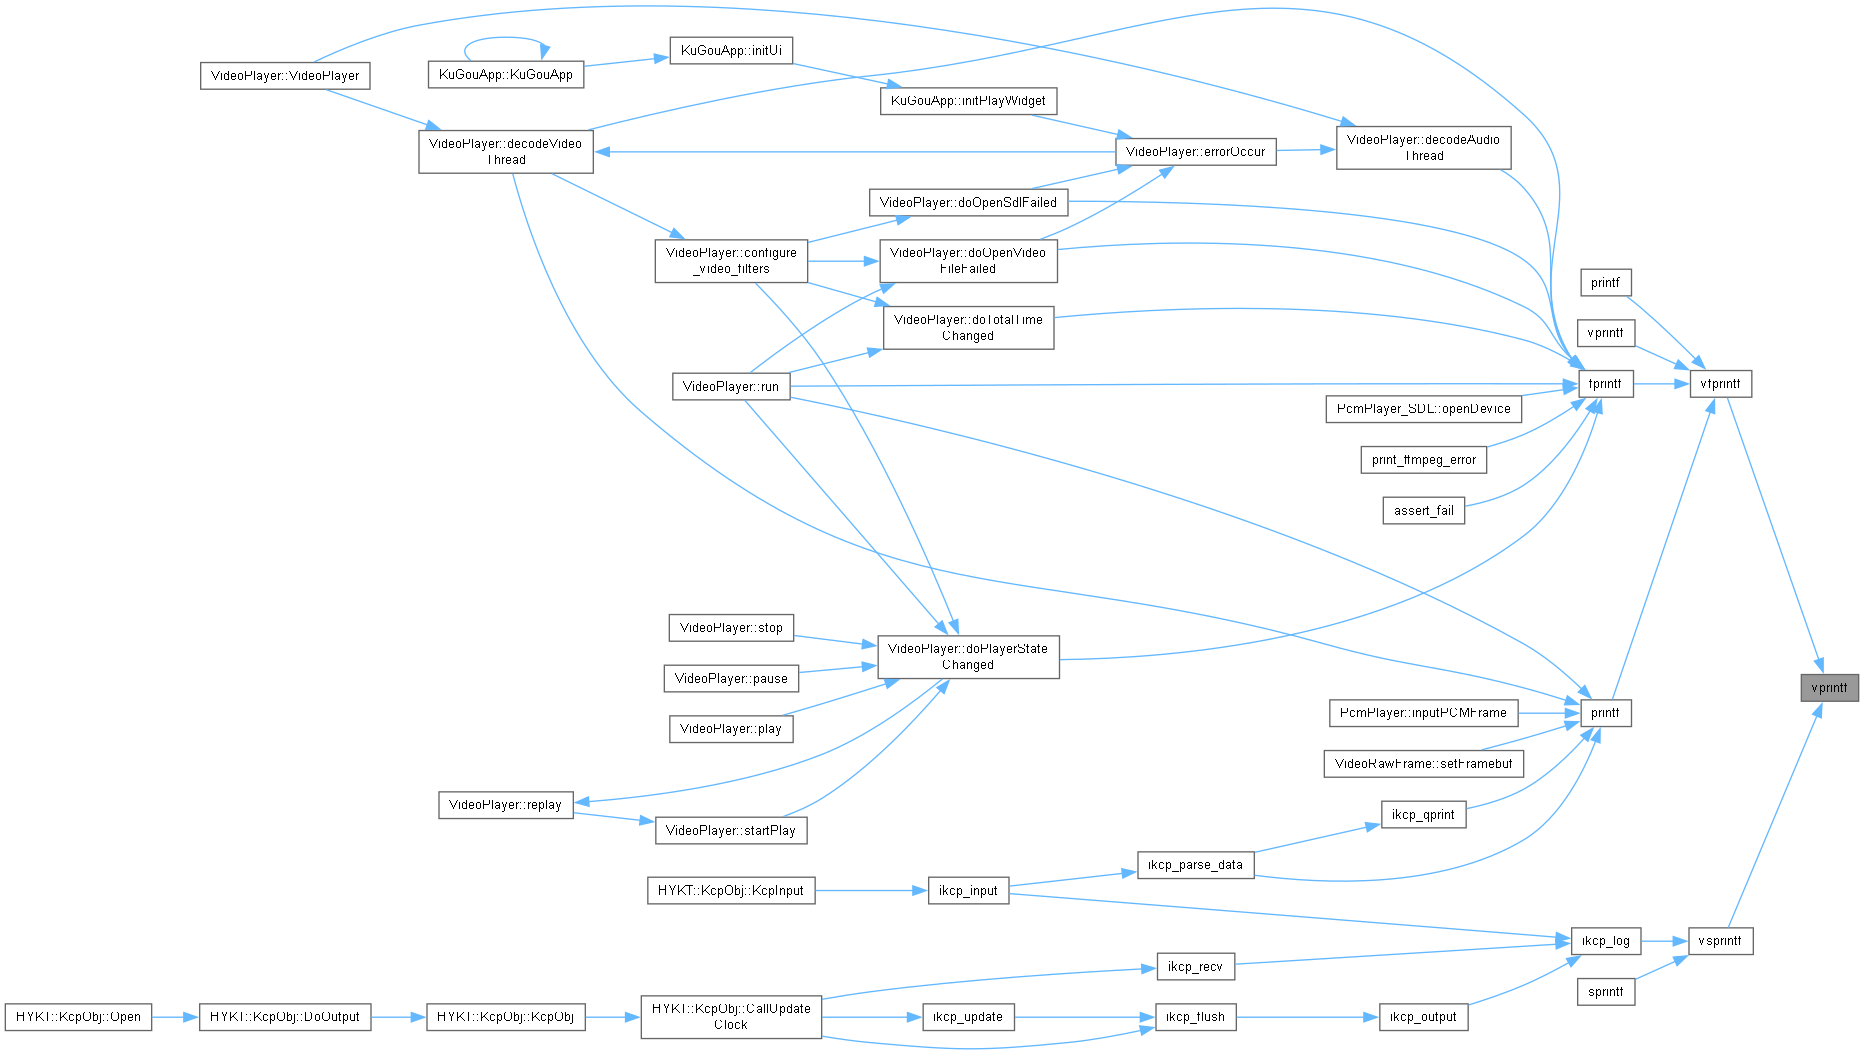 VideoPlayer::VideoPlayer
KuGouApp::KuGouApp
KuGouApp::initUi
KuGouApp::initPlayWidget
VideoPlayer::decodeVideo
Thread
VideoPlayer::errorOccur
VideoPlayer::decodeAudio
Thread
VideoPlayer::doOpenSdlFailed
VideoPlayer::configure
_video_filters
VideoPlayer::doOpenVideo
FileFailed
VideoPlayer::doTotalTime
Changed
VideoPlayer::run
printf
vprintf
fprintf
vfprintf
PcmPlayer_SDL::openDevice
print_ffmpeg_error
assert_fail
VideoPlayer::stop
VideoPlayer::pause
VideoPlayer::play
VideoPlayer::doPlayerState
Changed
vprintf
PcmPlayer::inputPCMFrame
printf
VideoRawFrame::setFramebuf
VideoPlayer::replay
VideoPlayer::startPlay
ikcp_qprint
ikcp_parse_data
HYKT::KcpObj::KcpInput
ikcp_input
ikcp_log
vsprintf
ikcp_recv
sprintf
HYKT::KcpObj::Open
HYKT::KcpObj::DoOutput
HYKT::KcpObj::KcpObj
HYKT::KcpObj::CallUpdate
Clock
ikcp_update
ikcp_flush
ikcp_output